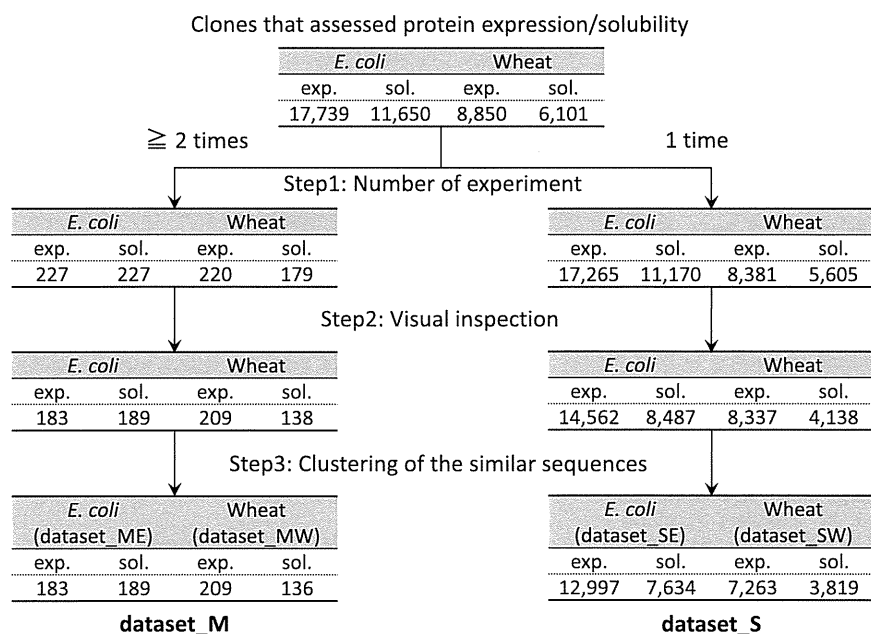 Clones that assessed protein expression/solubility
E. coli Wheat
exp. sol. exp. sol.
17,739 11,650 8,850 6,101
≧ 2 times 1 time
Step1: Number of experiment
E. coli Wheat E. coli Wheat
exp. sol. exp. sol. exp. sol. exp. sol.
227 227 220 179 17,265 11,170 8,381 5,605
Step2: Visual inspection
E. coli Wheat E. coli Wheat
exp. sol. exp. sol. exp. sol. exp. sol.
183 189 209 138 14,562 8,487 8,337 4,138
Step3: Clustering of the similar sequences
E. coli Wheat E. coli Wheat
(dataset_ME) (dataset_MW) (dataset_SE) (dataset_SW)
exp. sol. exp. sol. exp. sol. exp. sol.
183 189 209 136 12,997 7,634 7,263 3,819
dataset_M dataset_S